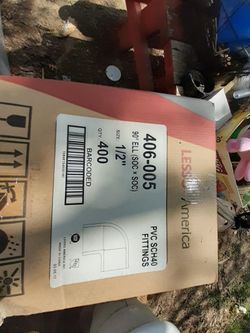 LESSO America
PVC SCH40
FITTINGS
406-005
90° ELL (SOC × SOC)
SIZE
1/2"
QTY
400
BARCODED